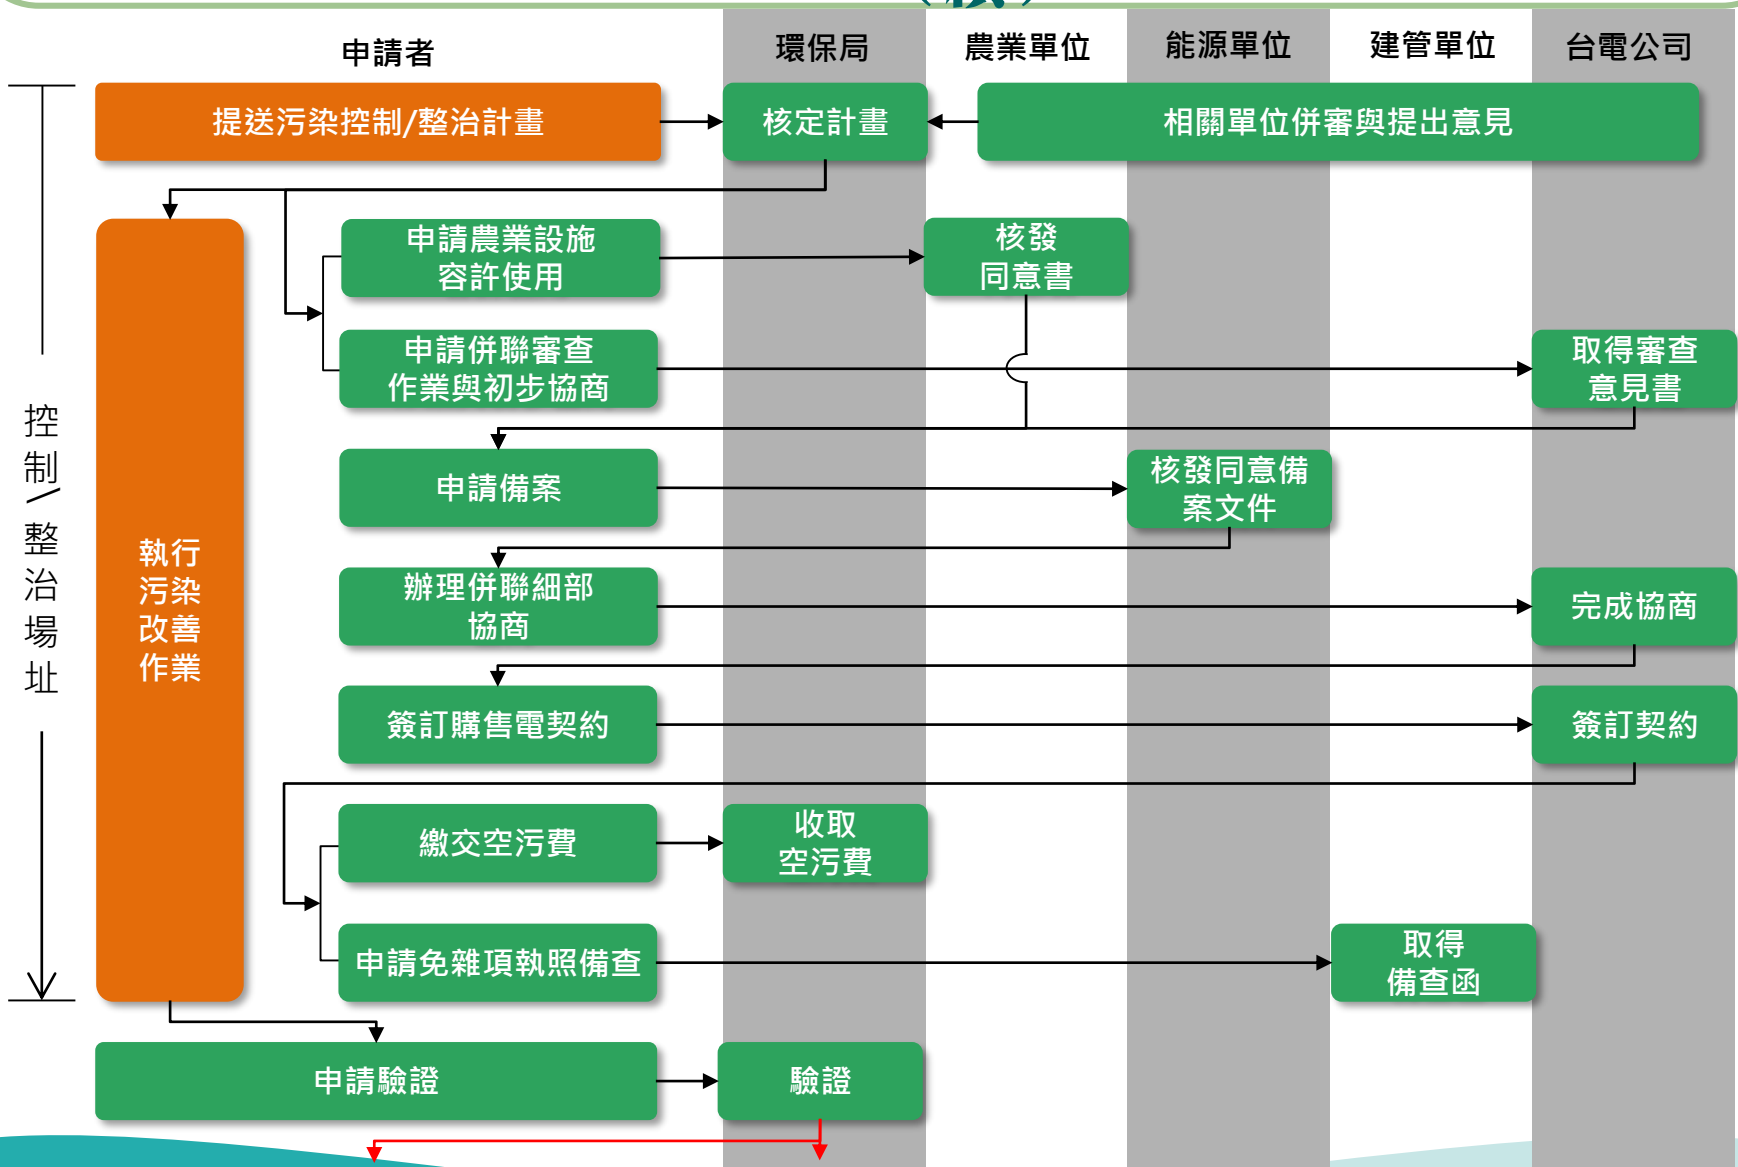 申請者
環保局
農業單位
能源單位
建管單位
台電公司
提送污染控制/整治計畫
核定計畫
相關單位併審與提出意見
申請農業設施
容許使用
核發
同意書
申請併聯審查
作業與初步協商
取得審查
意見書
控制/整治場址
申請備案
核發同意備
案文件
執行
污染
改善
作業
辦理併聯細部
協商
完成協商
簽訂購售電契約
簽訂契約
繳交空污費
收取
空污費
申請免雜項執照備查
取得
備查函
申請驗證
驗證